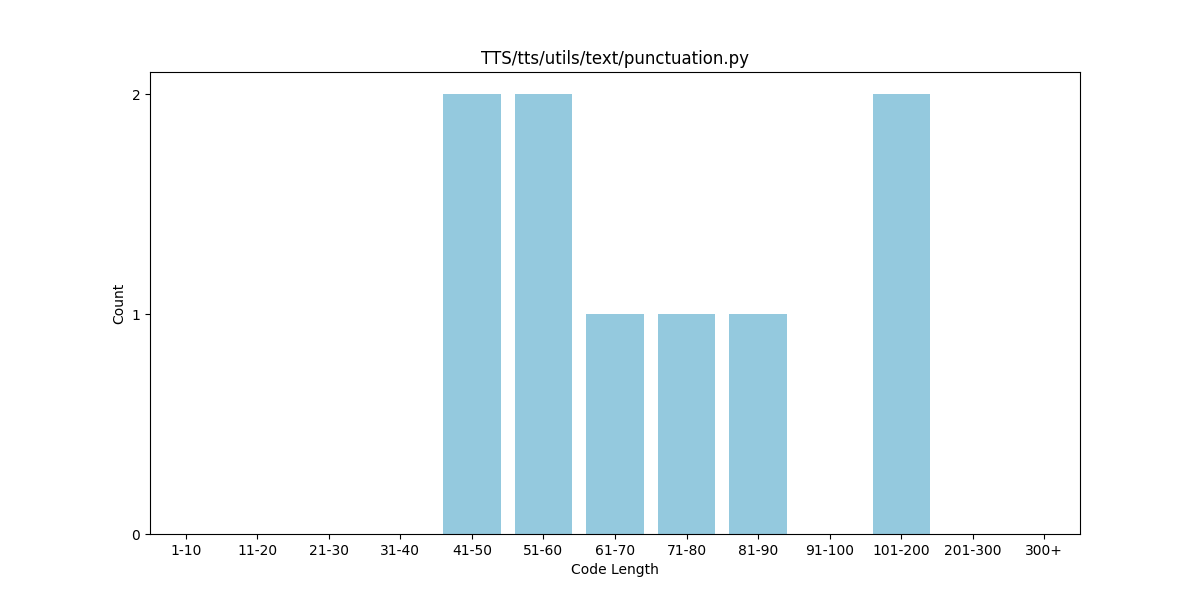 TTS/tts/utils/text/punctuation.py
2
1
0
Count
1-10 11-20 21-30 31-40 41-50 51-60 61-70 71-80 81-90 91-100 101-200 201-300 300+
Code Length